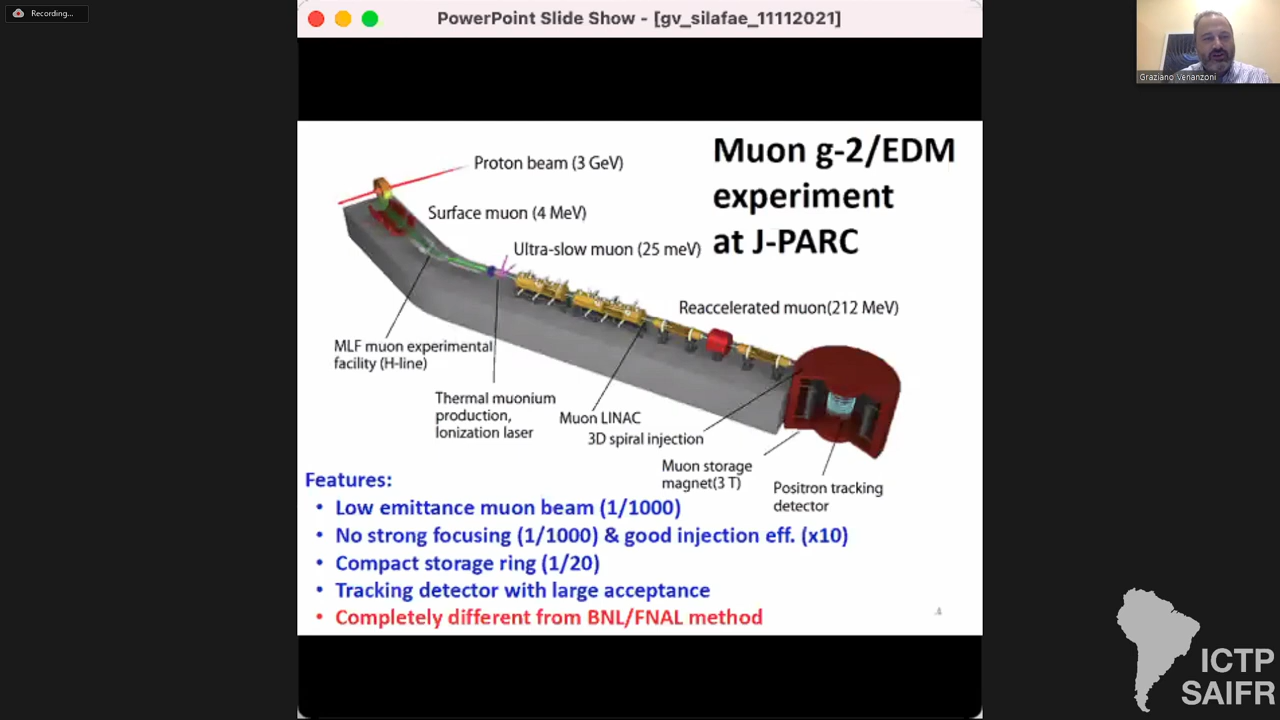 Recording...
PowerPoint Slide Show - [gv_silafae_11112021]
Graziano Venanzoni
Muon g-2/EDM
experiment
at J-PARC
Proton beam (3 GeV)
Surface muon (4 MeV)
Ultra-slow muon (25 meV)
Reaccelerated muon(212 MeV)
MLF muon experimental
facility (H-line)
Thermal muonium
production,
Ionization laser
Muon LINAC
3D spiral injection
Muon storage
magnet(3 T)
Positron tracking
detector
Features:
• Low emittance muon beam (1/1000)
• No strong focusing (1/1000) & good injection eff. (x10)
• Compact storage ring (1/20)
• Tracking detector with large acceptance
• Completely different from BNL/FNAL method
4
ICTP
SAIFR